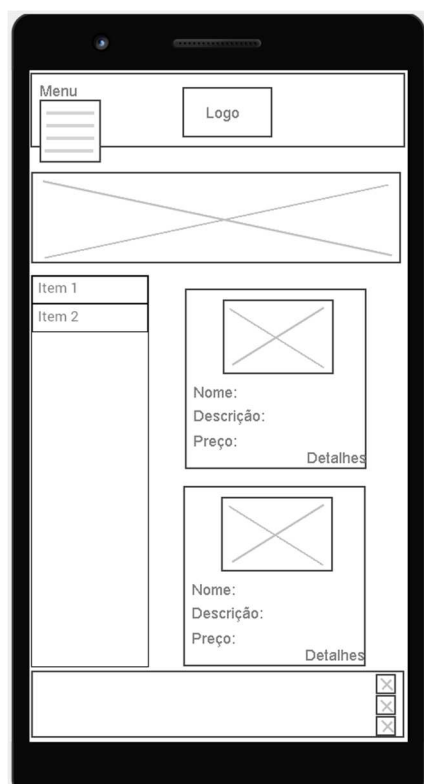 Menu
Logo
Item 1
Item 2
Nome:
Descrição:
Preço:
Detalhes
Nome:
Descrição:
Preço:
Detalhes